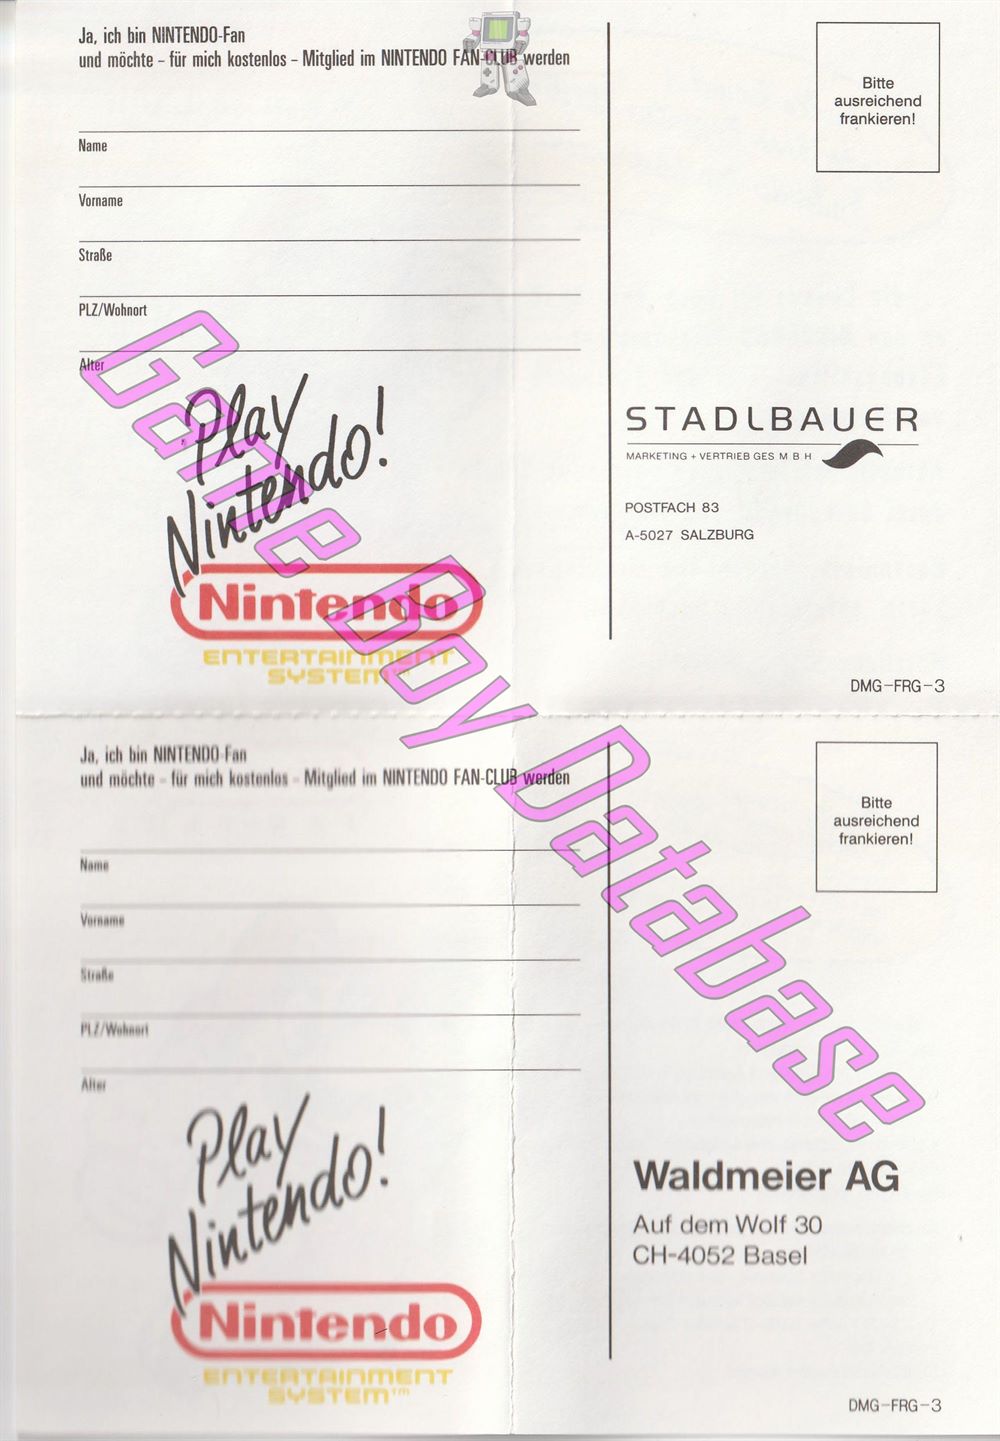 Ja, ich bin NINTENDO-Fan
und möchte – für mich kostenlos – Mitglied im NINTENDO FAN-CLUB werden
Name
Vorname
Straße
PLZ/Wohnort
Alter
Play
Nintendo!
Nintendo
ENTERTAINMENT
SYSTEM™
Bitte
ausreichend
frankieren!
STADLBAUER
MARKETING + VERTRIEB GES M B H
POSTFACH 83
A-5027 SALZBURG
DMG-FRG-3
Game Boy Database
Ja, ich bin NINTENDO-Fan
und möchte – für mich kostenlos – Mitglied im NINTENDO FAN-CLUB werden
Name
Vorname
Straße
PLZ/Wohnort
Alter
Play
Nintendo!
Nintendo
ENTERTAINMENT
SYSTEM™
Bitte
ausreichend
frankieren!
Waldmeier AG
Auf dem Wolf 30
CH-4052 Basel
DMG-FRG-3